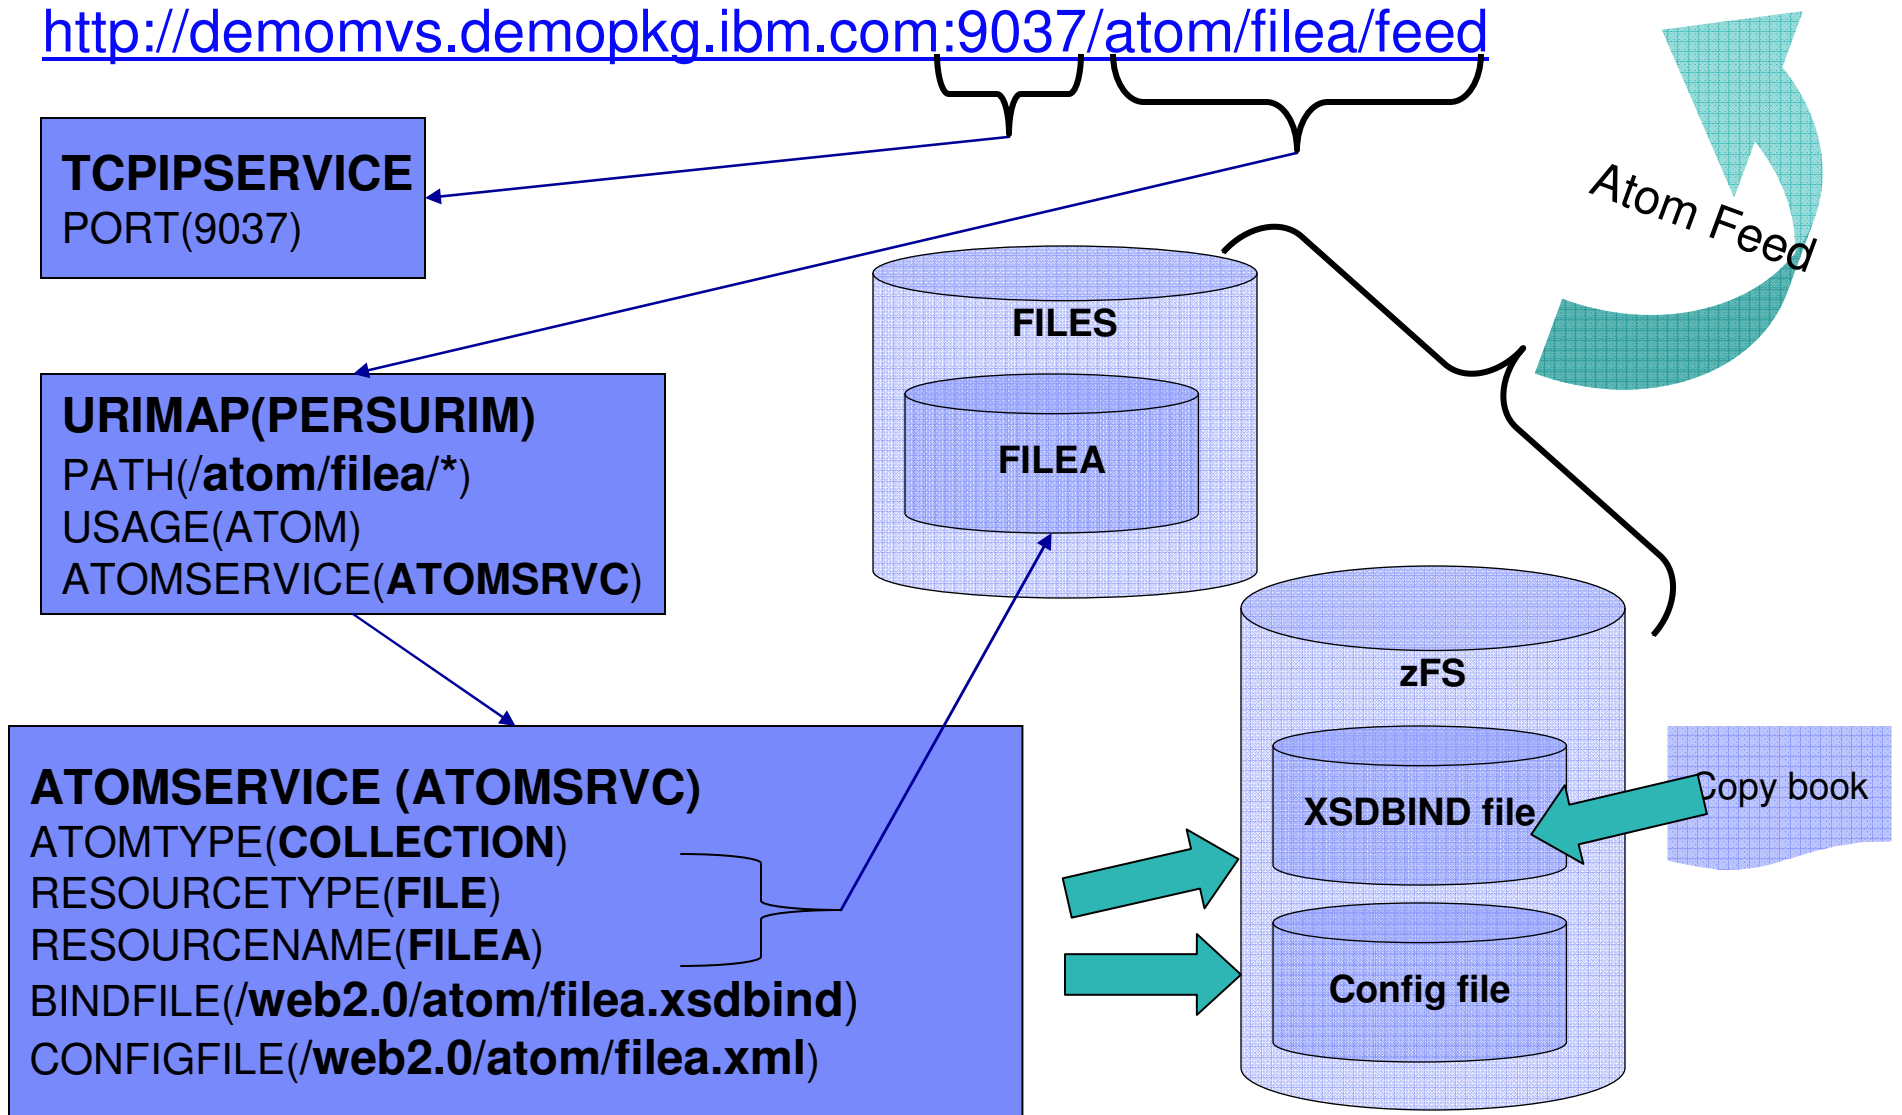 http://demomvs.demopkg.ibm.com:9037/atom/filea/feed
TCPIPSERVICE
PORT(9037)
Atom Feed
FILES
FILEA
URIMAP(PERSURIM)
PATH(/atom/filea/*)
USAGE(ATOM)
ATOMSERVICE(ATOMSRVC)
zFS
XSDBIND file
Copy book
Config file
ATOMSERVICE (ATOMSRVC)
ATOMTYPE(COLLECTION)
RESOURCETYPE(FILE)
RESOURCENAME(FILEA)
BINDFILE(/web2.0/atom/filea.xsdbind)
CONFIGFILE(/web2.0/atom/filea.xml)